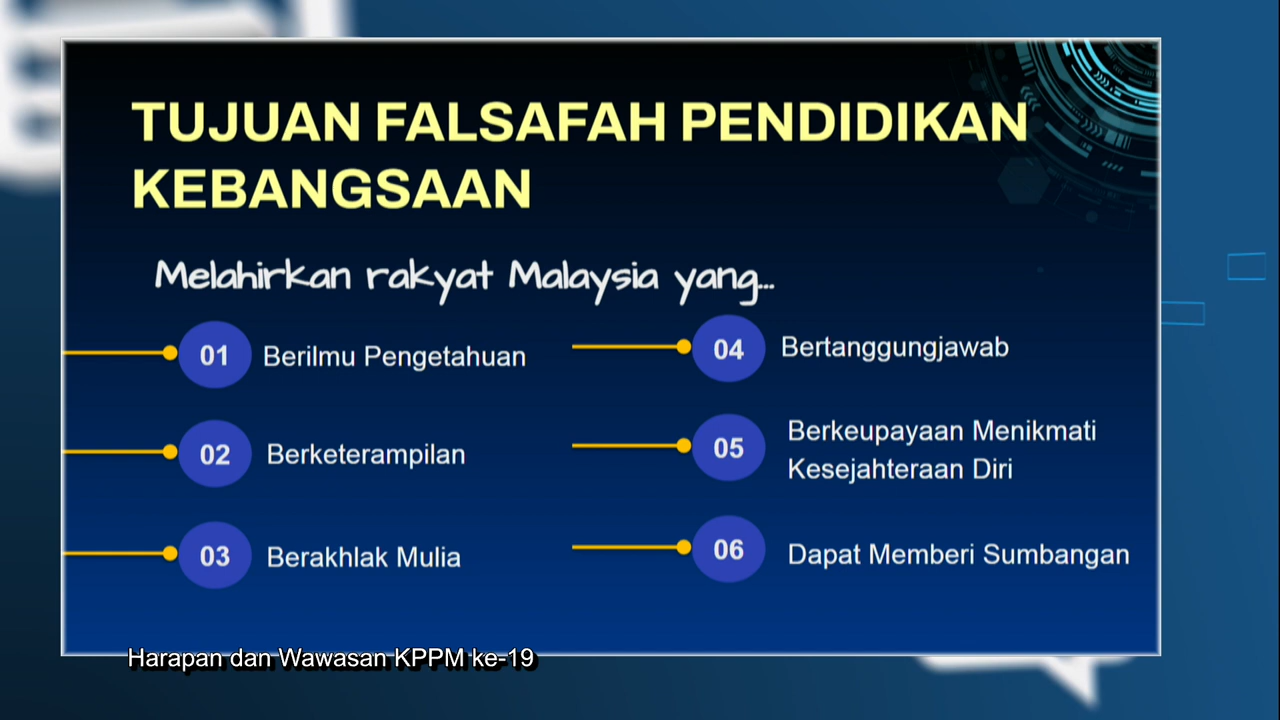 TUJUAN FALSAFAH PENDIDIKAN
KEBANGSAAN
Melahirkan rakyat Malaysia yang...
01 Berilmu Pengetahuan
02 Berketerampilan
03 Berakhlak Mulia
04 Bertanggungjawab
05 Berkeupayaan Menikmati
Kesejahteraan Diri
06 Dapat Memberi Sumbangan
Harapan dan Wawasan KPPM ke-19